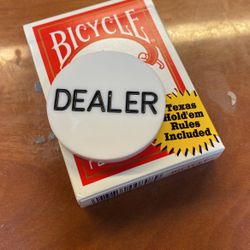 BICYCLE
DEALER
Texas
Hold'em
Rules
Included